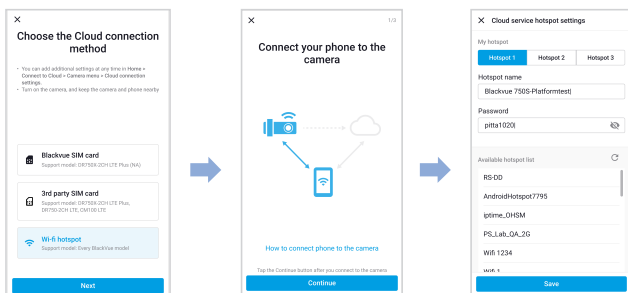 Choose the Cloud connection
method
• You can add additional settings at any time in Home >
Connect to Cloud > Camera menu > Cloud connection
settings.
• Turn on the camera, and keep the camera and phone nearby
Blackvue SIM card
Support model: DR750X-2CH LTE Plus (NA)
3rd party SIM card
Support model: DR750X-2CH LTE Plus,
DR750-2CH LTE, CM100 LTE
Wi-fi hotspot
Support model: Every BlackVue model
Next
1/3
Connect your phone to the
camera
How to connect phone to the camera
Tap the Continue button after you connect to the camera
Continue
Cloud service hotspot settings
My hotspot
Hotspot 1
Hotspot 2
Hotspot 3
Hotspot name
Blackvue 750S-Platformtest|
Password
pitta1020|
Available hotspot list
RS-DD
AndroidHotspot7795
iptime_OHSM
PS_Lab_QA_2G
Wifi 1234
Wifi 1
Save